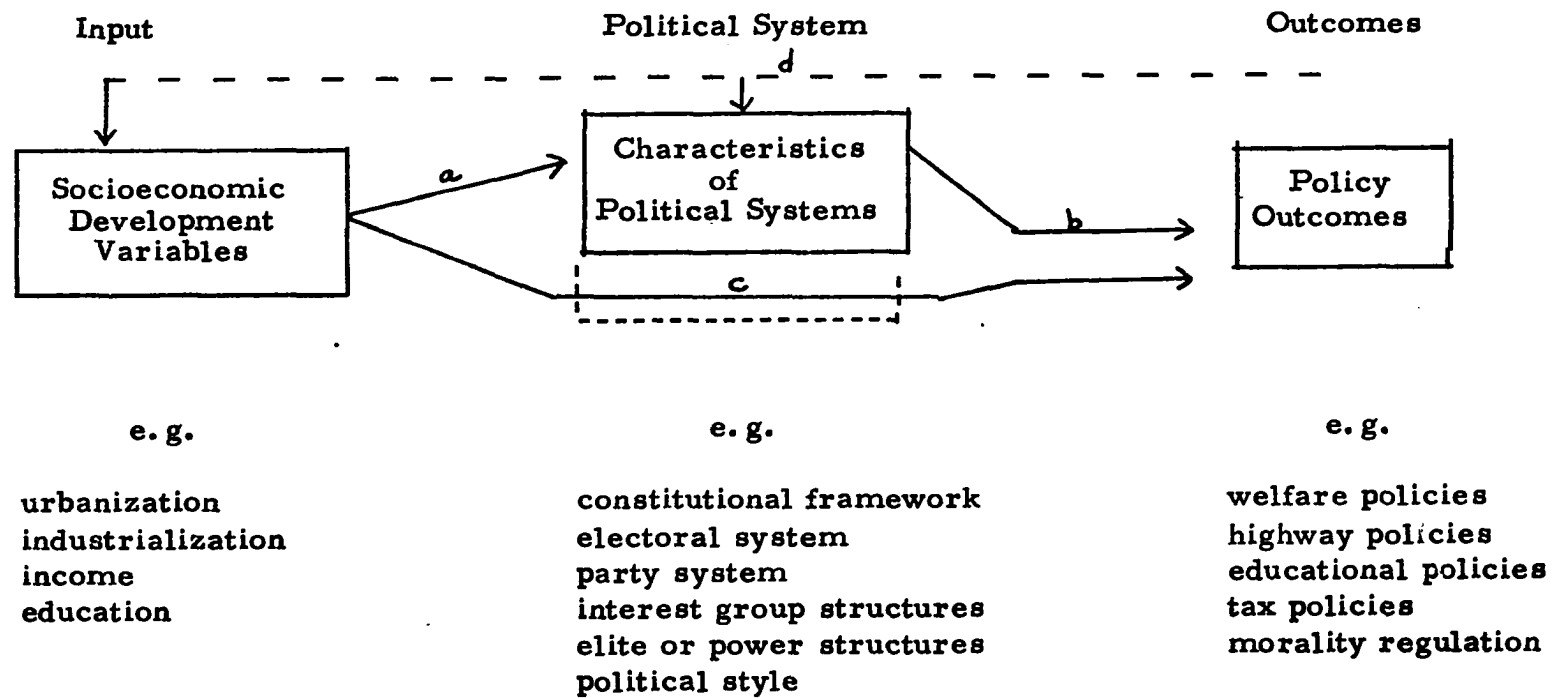 Input
Political System
Outcomes
d
Socioeconomic
Development
Variables
a
Characteristics
of
Political Systems
b
c
Policy
Outcomes
e. g.
urbanization
industrialization
income
education
e. g.
constitutional framework
electoral system
party system
interest group structures
elite or power structures
political style
e. g.
welfare policies
highway policies
educational policies
tax policies
morality regulation